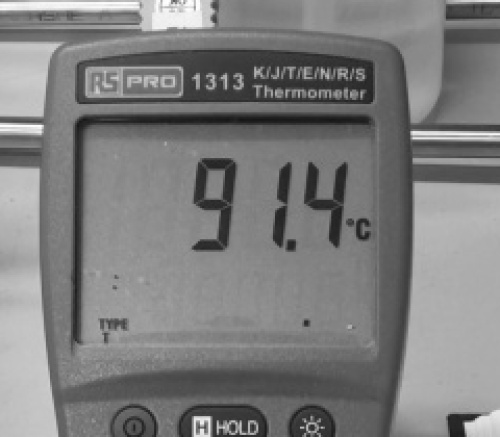 RS PRO 1313 K/J/T/E/N/R/S
Thermometer
91.4°C
TYPE
T
H HOLD